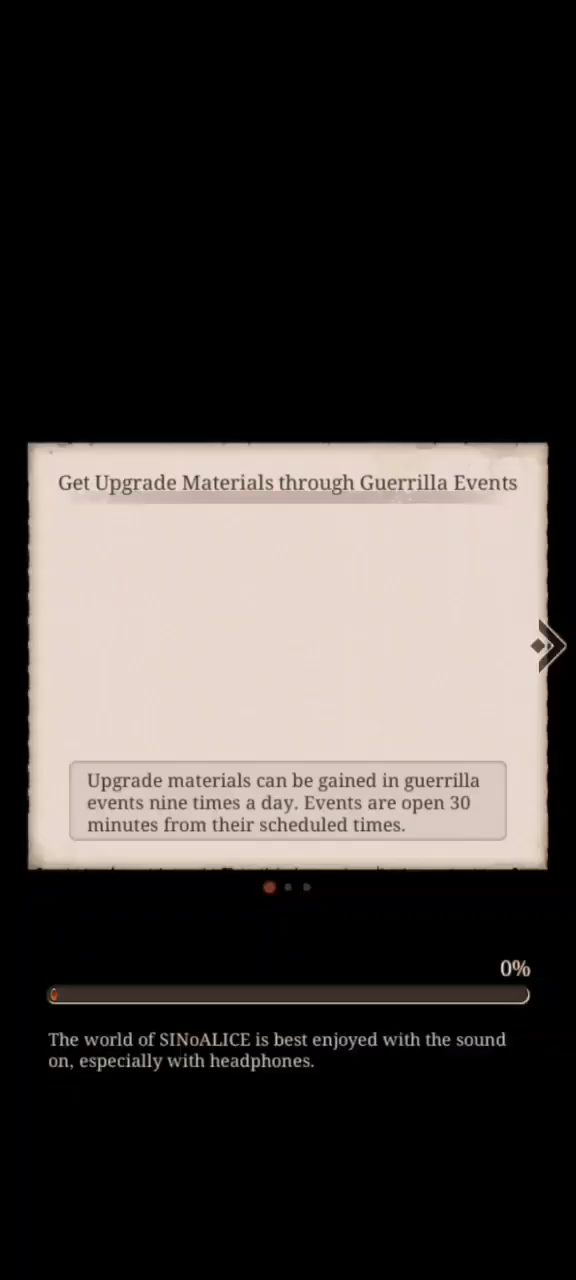 Get Upgrade Materials through Guerrilla Events
Upgrade materials can be gained in guerrilla
events nine times a day. Events are open 30
minutes from their scheduled times.
0%
The world of SINoALICE is best enjoyed with the sound
on, especially with headphones.